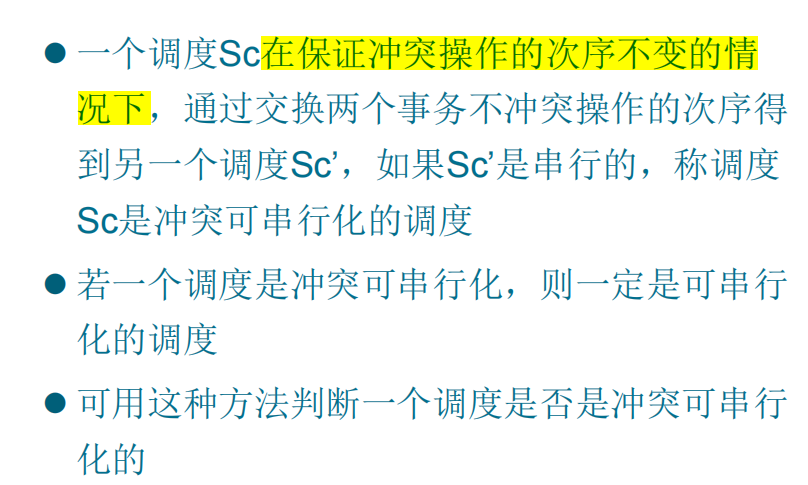 ● 一个调度Sc在保证冲突操作的次序不变的情
况下，通过交换两个事务不冲突操作的次序得
到另一个调度Sc’，如果Sc’是串行的，称调度
Sc是冲突可串行化的调度
● 若一个调度是冲突可串行化，则一定是可串行
化的调度
● 可用这种方法判断一个调度是否是冲突可串行
化的